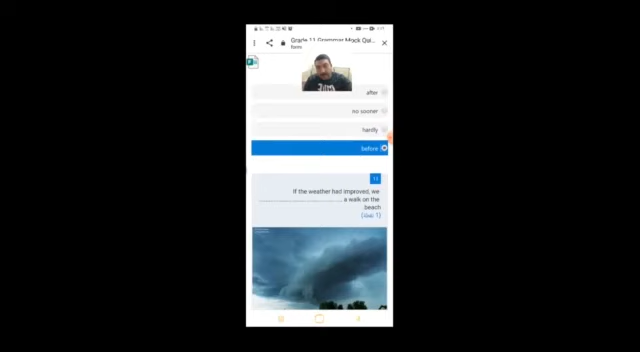 Grade 11 Grammar Mock Qui...
form
after
no sooner
hardly
before
11
If the weather had improved, we
........................................ a walk on the
beach